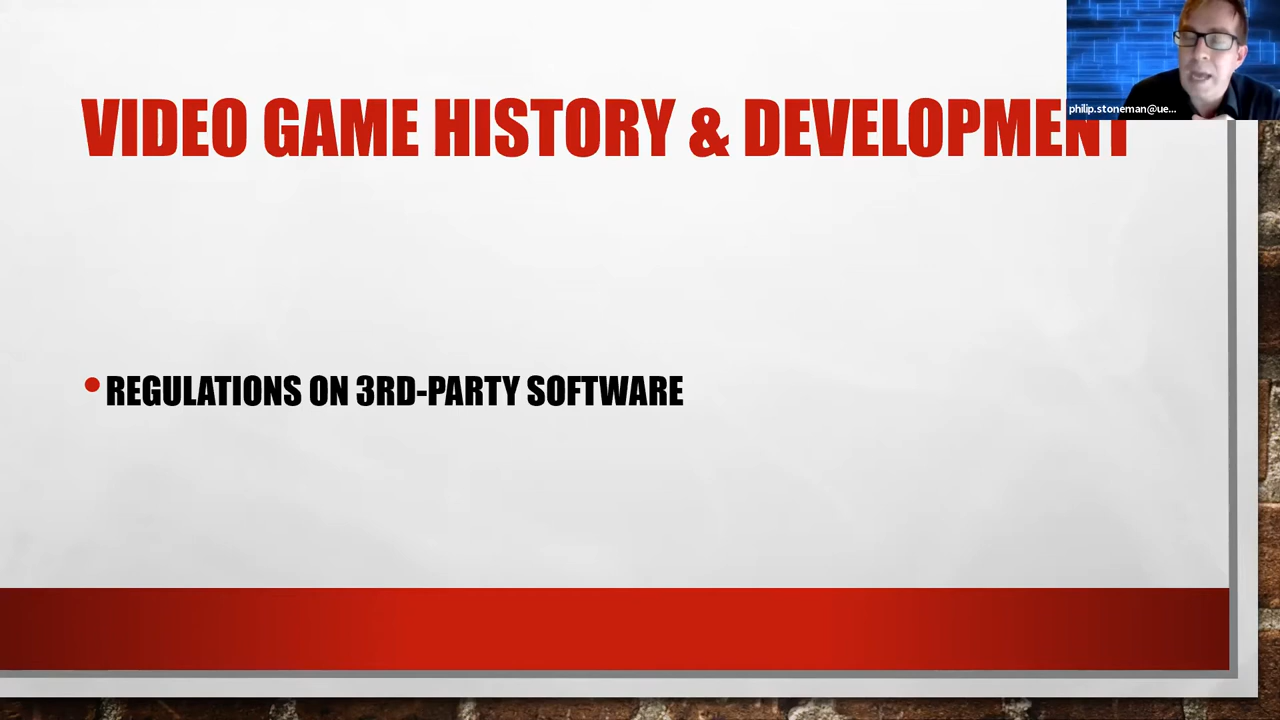 philip.stoneman@ue...
VIDEO GAME HISTORY & DEVELOPMENT
•REGULATIONS ON 3RD-PARTY SOFTWARE